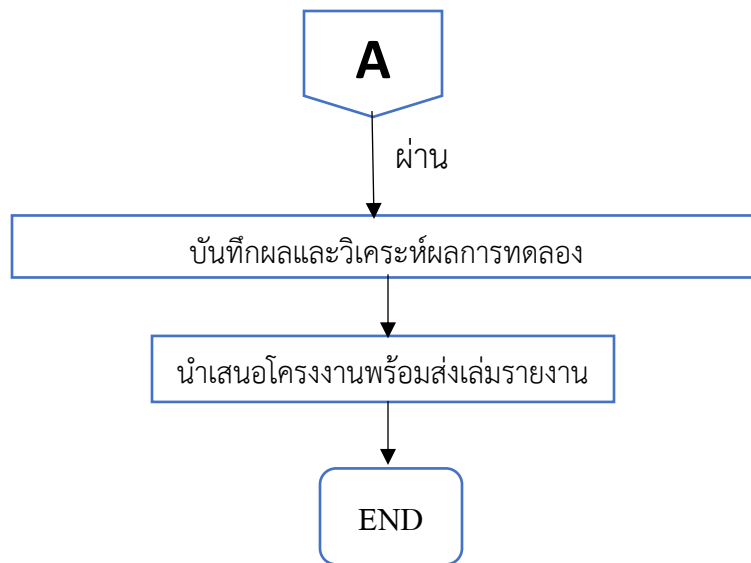 A
ผ่าน
บันทึกผลและวิเคระห์ผลการทดลอง
นำเสนอโครงงานพร้อมส่งเล่มรายงาน
END